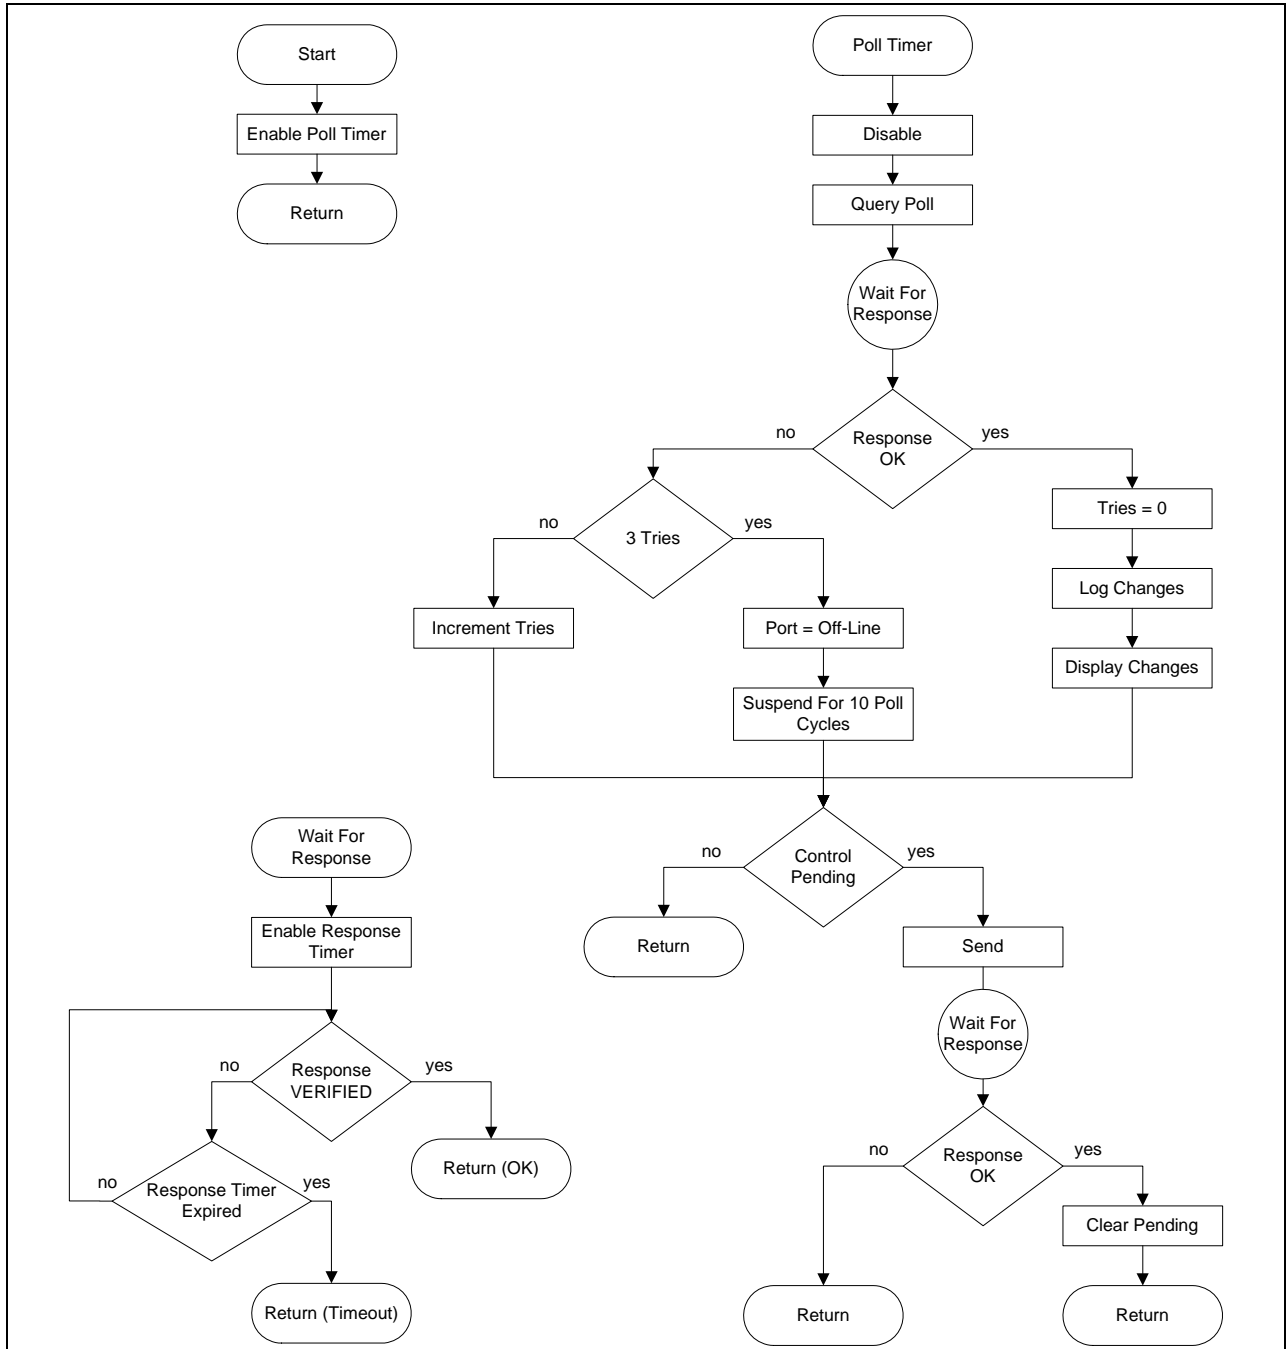 Start
Enable Poll Timer
Return
Poll Timer
Disable
Query Poll
Wait For
Response
Response
OK
no
yes
3 Tries
no
yes
Increment Tries
Port = Off-Line
Suspend For 10 Poll
Cycles
Tries = 0
Log Changes
Display Changes
Control
Pending
no
yes
Return
Send
Wait For
Response
Response
OK
no
yes
Return
Clear Pending
Return
Wait For
Response
Enable Response
Timer
Response
VERIFIED
no
yes
Return (OK)
Response Timer
Expired
no
yes
Return (Timeout)